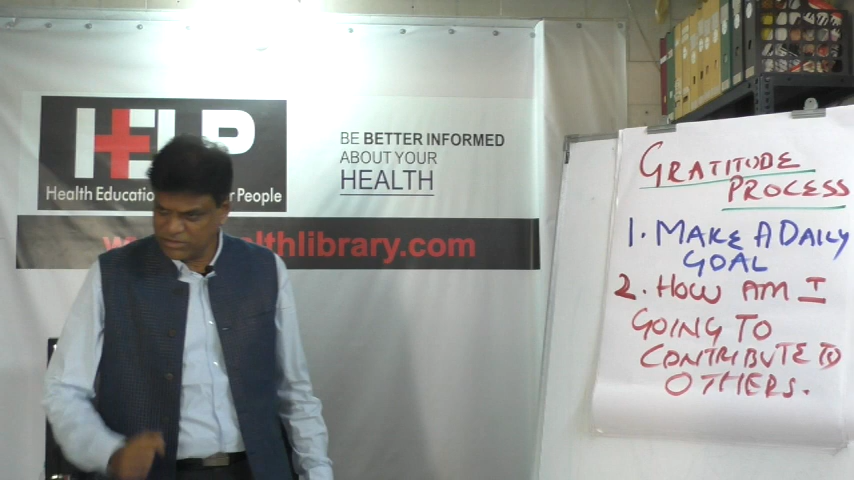 HELP
Health Education People
BE BETTER INFORMED
ABOUT YOUR
HEALTH
lthlibrary.com
GRATITUDE
PROCESS
1. MAKE A DAILY
GOAL
2. HOW AM I
GOING TO
CONTRIBUTE TO
OTHERS.